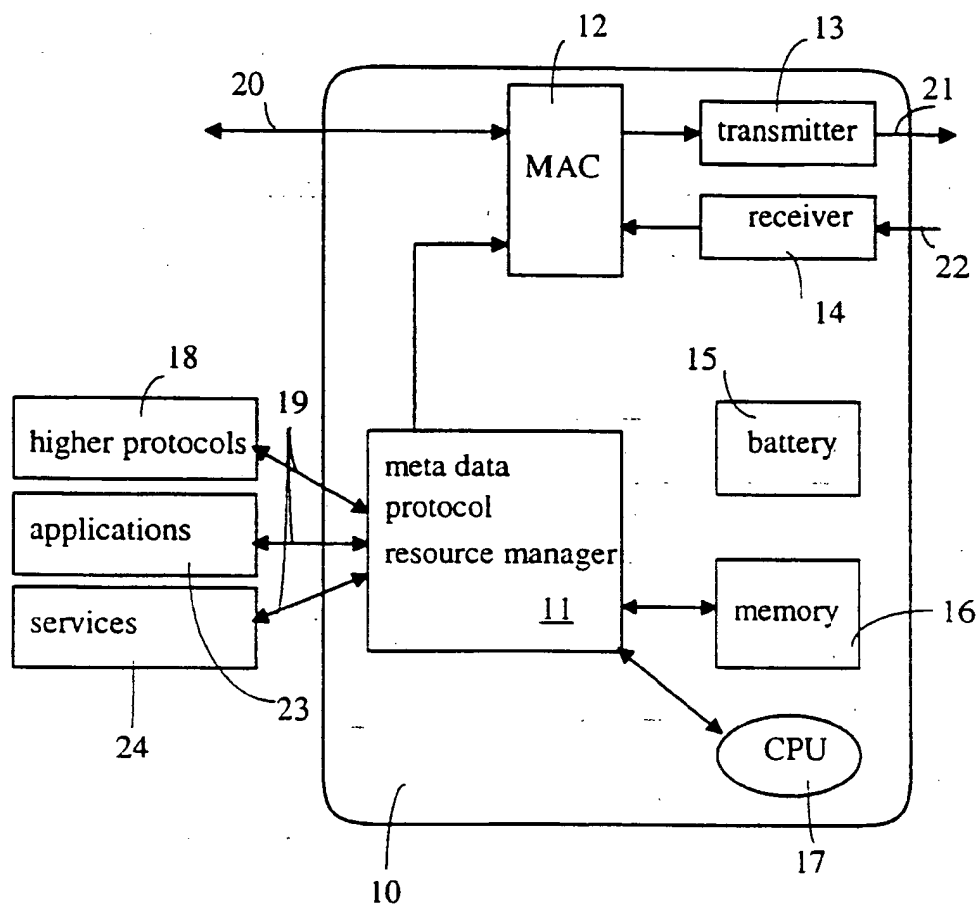 12
13
20
21
transmitter
MAC
receiver
22
14
18
15
19
higher protocols
meta data
battery
protocol
applications
resource manager
16
11
memory
services
23
24
CPU
10
17